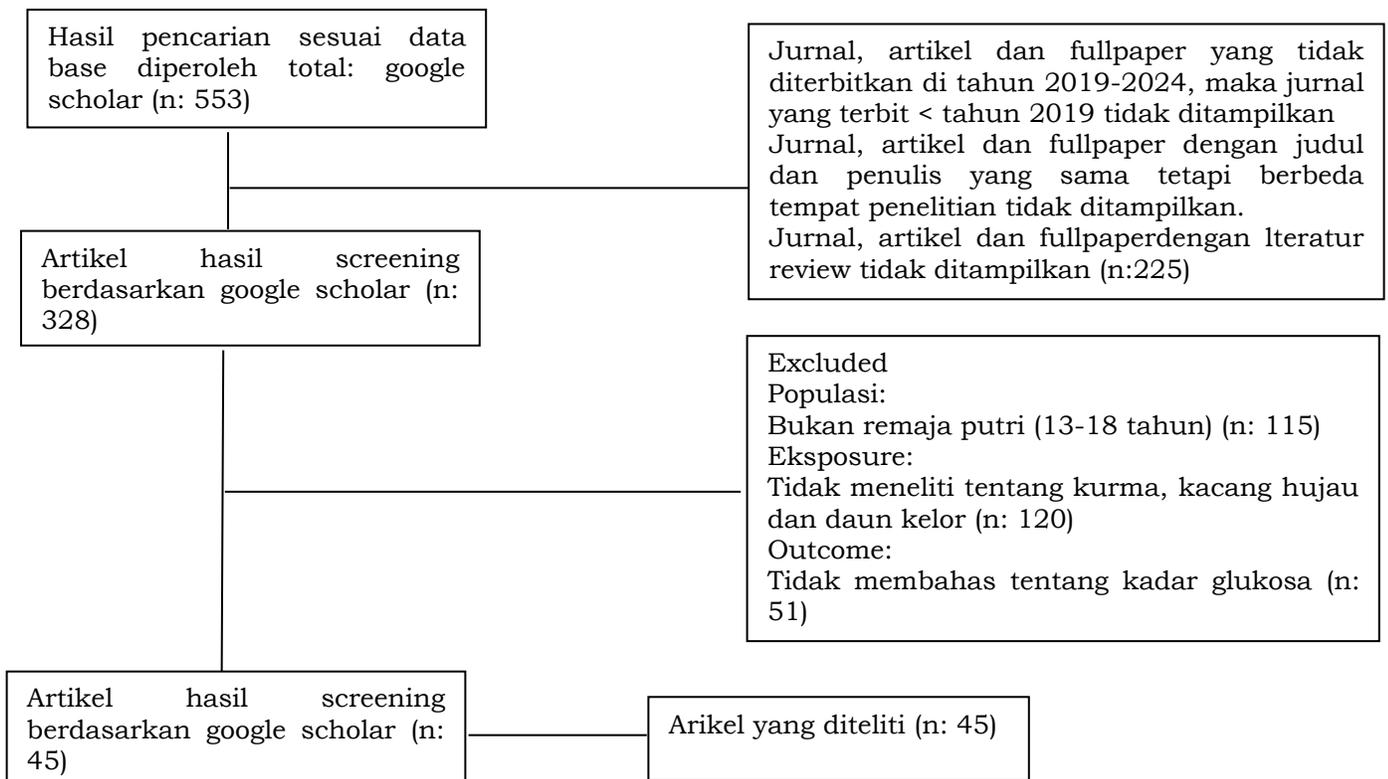 Hasil pencarian sesuai data
base diperoleh total: google
scholar (n: 553)
Jurnal, artikel dan fullpaper yang tidak
diterbitkan di tahun 2019-2024, maka jurnal
yang terbit < tahun 2019 tidak ditampilkan
Jurnal, artikel dan fullpaper dengan judul
dan penulis yang sama tetapi berbeda
tempat penelitian tidak ditampilkan.
Jurnal, artikel dan fullpaperdengan lteratur
review tidak ditampilkan (n:225)
Artikel hasil screening
berdasarkan google scholar (n:
328)
Excluded
Populasi:
Bukan remaja putri (13-18 tahun) (n: 115)
Eksposure:
Tidak meneliti tentang kurma, kacang hujau
dan daun kelor (n: 120)
Outcome:
Tidak membahas tentang kadar glukosa (n:
51)
Artikel hasil screening
berdasarkan google scholar (n:
45)
Arikel yang diteliti (n: 45)